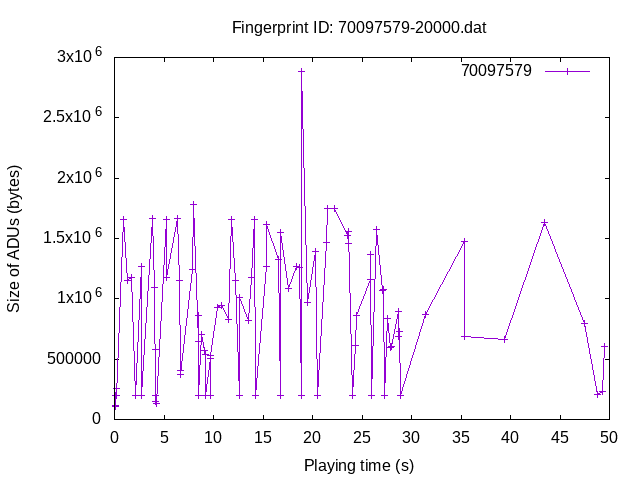 Fingerprint ID: 70097579-20000.dat
70097579
3x10^6
2.5x10^6
2x10^6
1.5x10^6
1x10^6
500000
0
Size of ADUs (bytes)
0 5 10 15 20 25 30 35 40 45 50
Playing time (s)